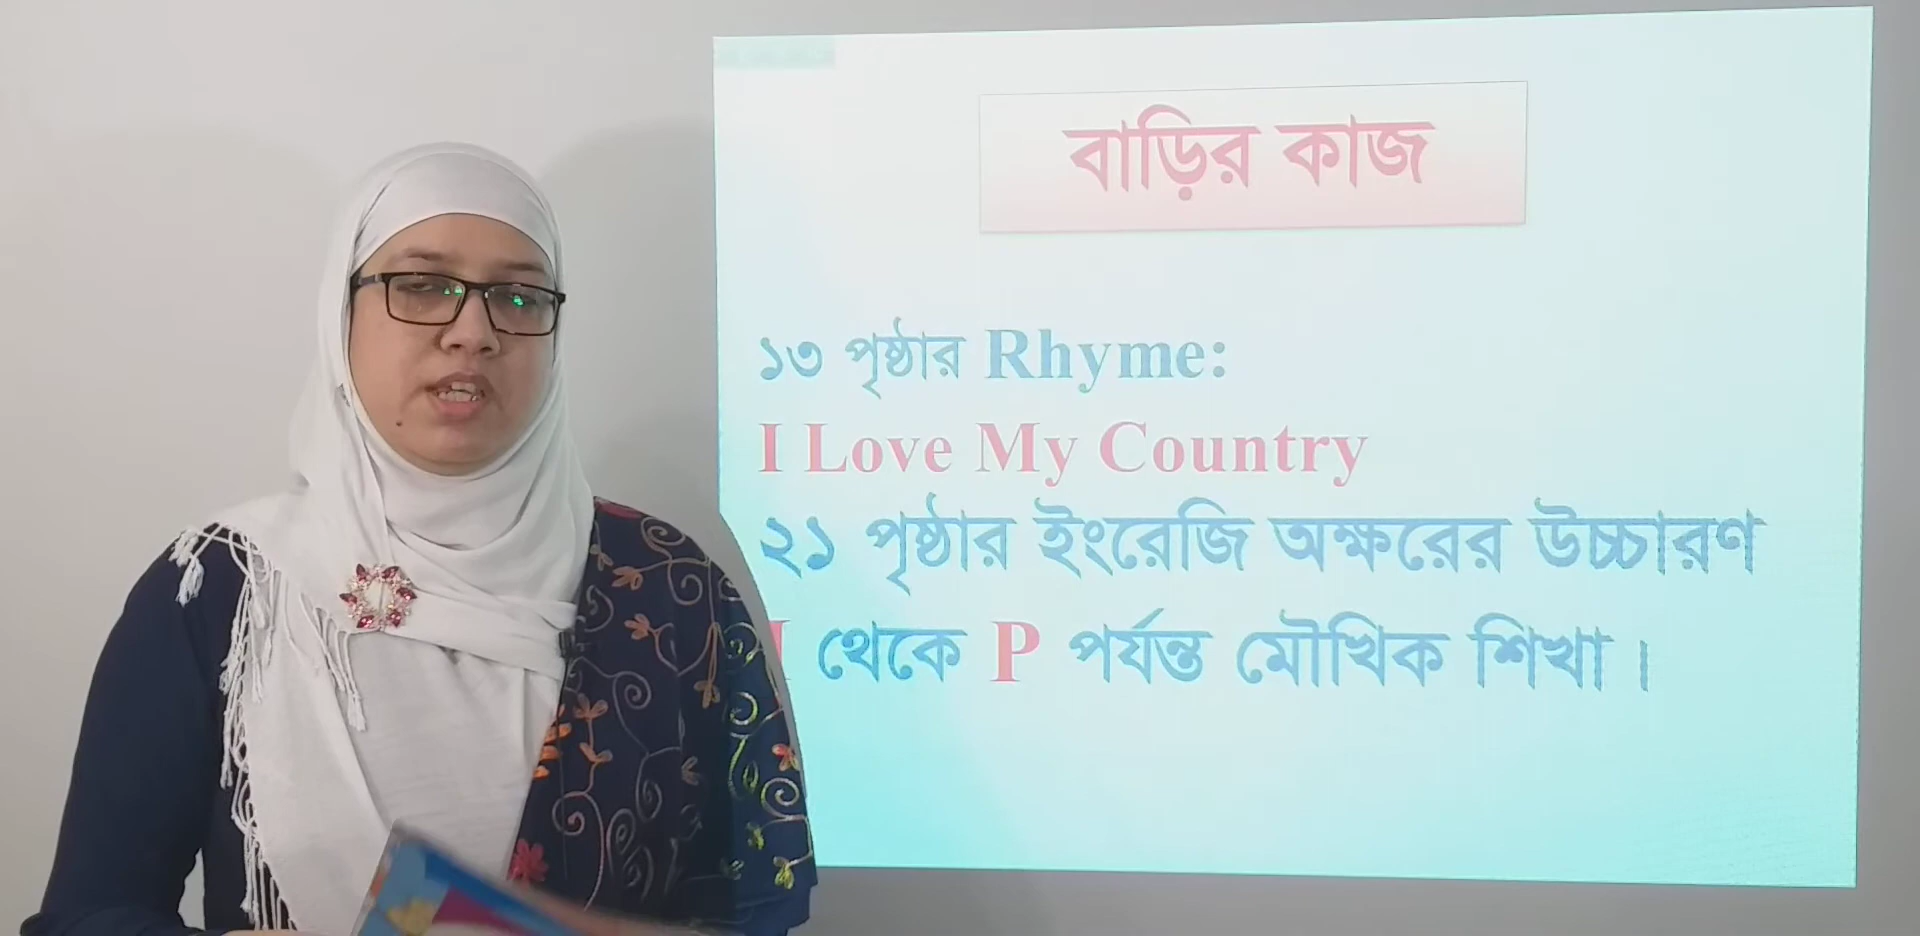 বাড়ির কাজ
১৩ পৃষ্ঠার Rhyme:
I Love My Country
২১ পৃষ্ঠার ইংরেজি অক্ষরের উচ্চারণ
I থেকে P পর্যন্ত মৌখিক শিখা।